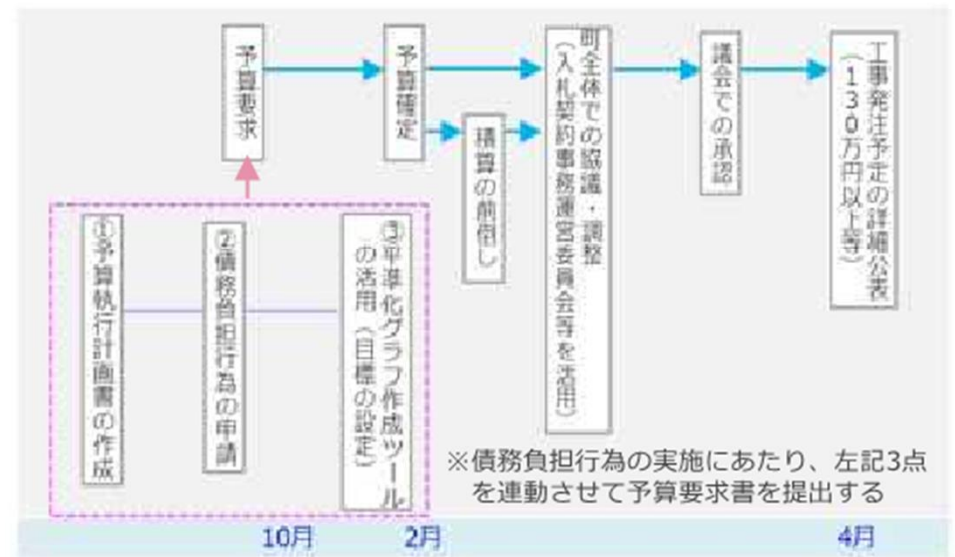 予算要求
予算確定
積算の前倒し
町全体での協議・調整
（入札契約事務運営委員会等を活用）
議会での承認
工事発注予定の詳細公表
（130万円以上等）
①予算執行計画書の作成
②債務負担行為の申請
③平準化グラフ作成ツール
の活用（目標の設定）
※債務負担行為の実施にあたり、左記3点
を連動させて予算要求書を提出する
10月
2月
4月